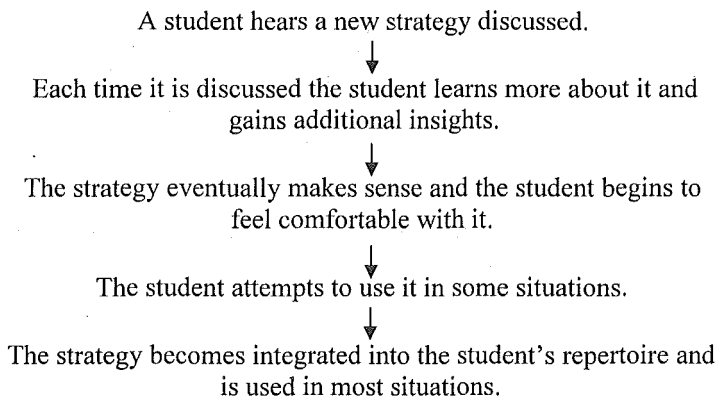 A student hears a new strategy discussed.
Each time it is discussed the student learns more about it and
gains additional insights.
The strategy eventually makes sense and the student begins to
feel comfortable with it.
The student attempts to use it in some situations.
The strategy becomes integrated into the student's repertoire and
is used in most situations.